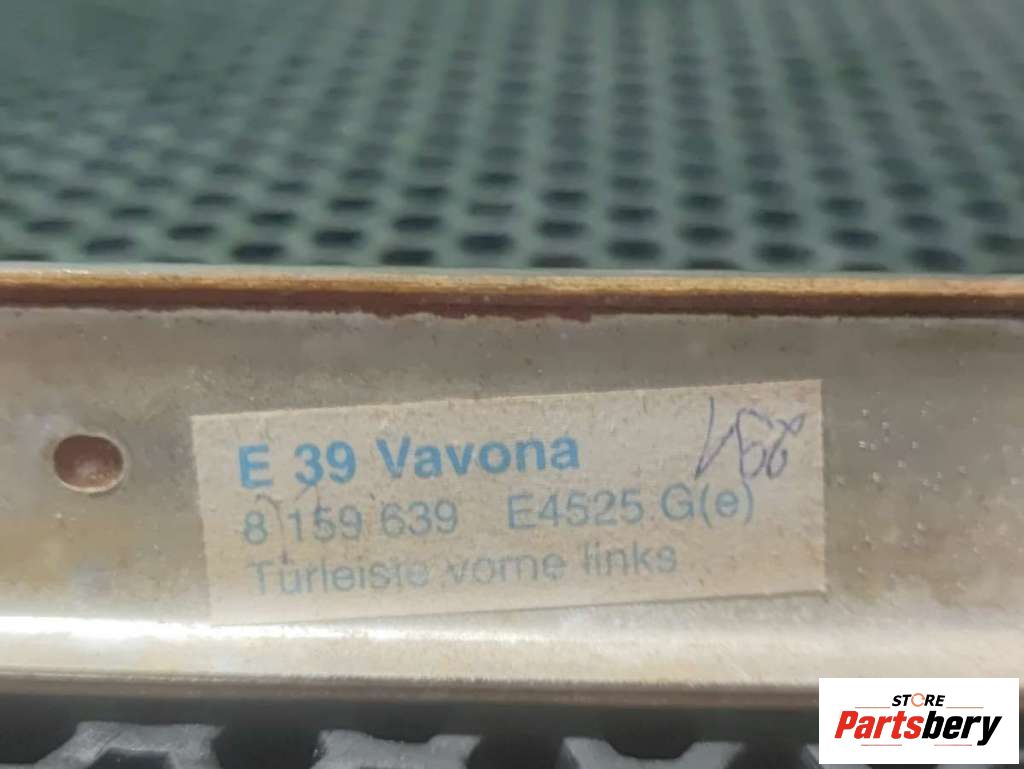 E 39 Vavona
8 159 639 E4525 G(e)
Türleiste vorne links
STORE
Partsbery